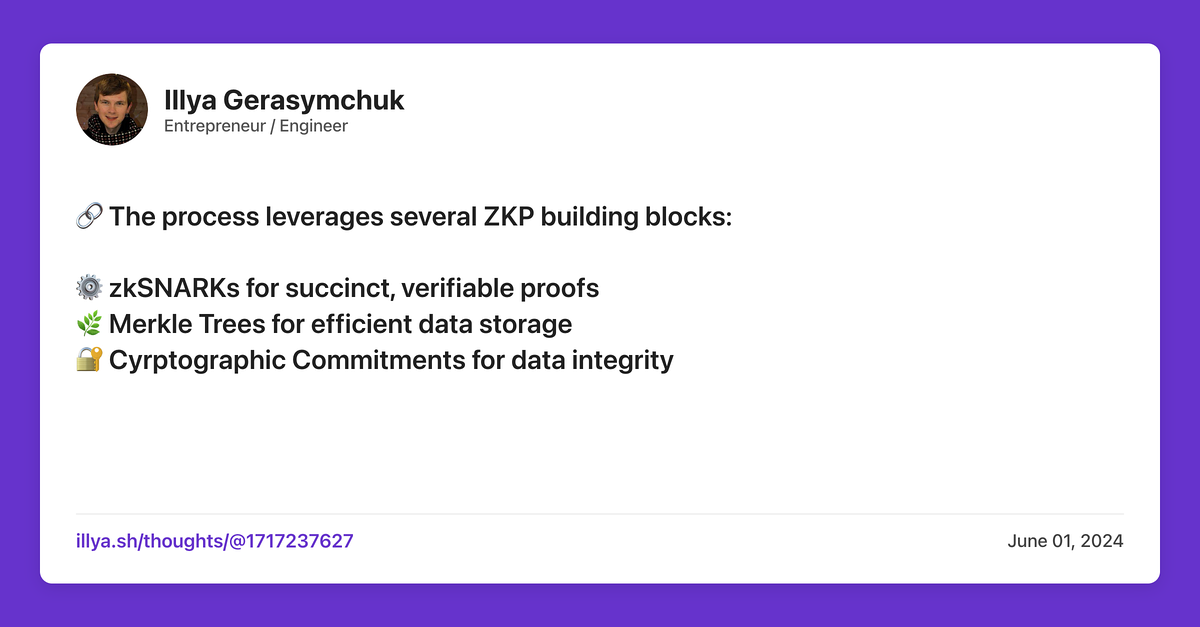 Illya Gerasymchuk
Entrepreneur / Engineer
🔗 The process leverages several ZKP building blocks:
⚙️ zkSNARKs for succinct, verifiable proofs
🌿 Merkle Trees for efficient data storage
🔐 Cyrptographic Commitments for data integrity
illya.sh/thoughts/@1717237627
June 01, 2024